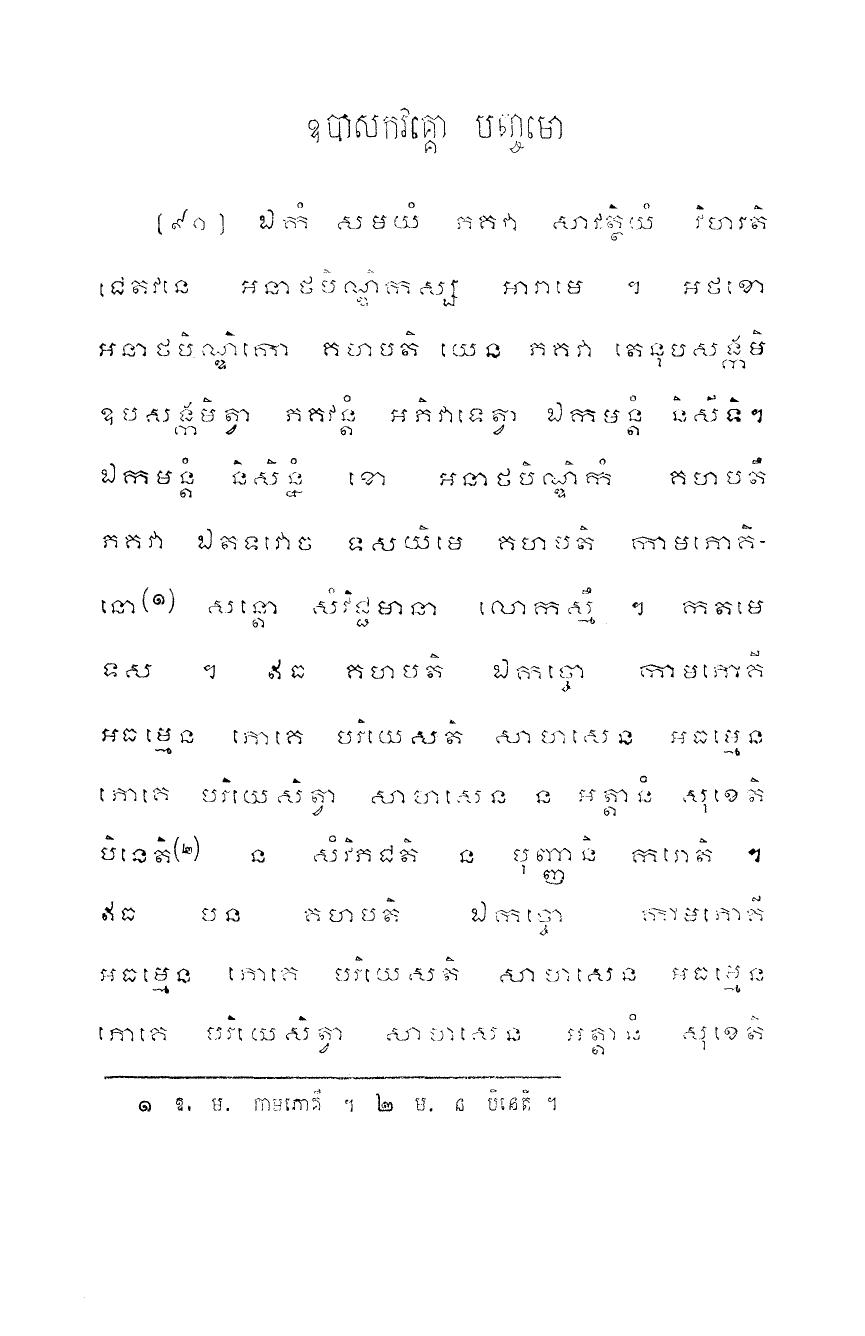 ឧបាសកវគ្គោ បញ្ចមោ
(៩១) ឯកំ សមយំ ភគវា សាវត្ថិយំ វិហរតិ
ជេតវនេ អនាថបិណ្ឌិកស្ស អារាមេ ។ អថខោ
អនាថបិណ្ឌិកោ គហបតិ យេន ភគវា តេនុបសង្កមិ
ឧបសង្កមិត្វា ភគវន្តំ អភិវាទេត្វា ឯកមន្តំ និសីទិ។
ឯកមន្តំ និសិន្នំ ខោ អនាថបិណ្ឌិកំ គហបតឹ
ភគវា ឯតទវោច ទសយិមេ គហបតិ កាមភោគិ-
នោ(១) សន្តោ សំវិជ្ជមានា លោកស្មឹ ។ កតមេ
ទស ។ ឥធ គហបតិ ឯកច្ចោ កាមភោគី
អធម្មេន ភោគេ បរិយេសតិ សាហសេន អធម្មេន
ភោគេ បរិយេសិត្វា សាហសេន ន អត្តានំ សុខេតិ
បិនេតិ(២) ន សំវិភជតិ ន បុញ្ញានិ ករោតិ ។
ឥធ បន គហបតិ ឯកច្ចោ កាមភោគី
អធម្មេន ភោគេ បរិយេសតិ សាហសេន អធម្មេន
ភោគេ បរិយេសិត្វា សាហសេន អត្តានំ សុខេតិ
១ ឱ. ម. កាមភោគី ។ ២ ម. ន បិនេតិ ។